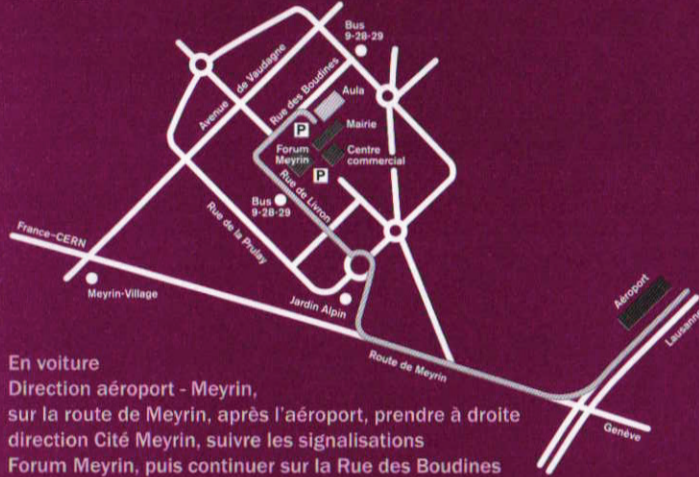 Bus
9-28-29
Avenue de Vaudagne
Rue des Boudines
Aula
P
Mairie
Forum
Meyrin
Centre
commercial
P
Rue de Livron
Bus
9-28-29
Rue de la Prulay
France-CERN
Meyrin-Village
Jardin Alpin
Aéroport
Lausanne
Route de Meyrin
Genève
En voiture
Direction aéroport - Meyrin,
sur la route de Meyrin, après l'aéroport, prendre à droite
direction Cité Meyrin, suivre les signalisations
Forum Meyrin, puis continuer sur la Rue des Boudines